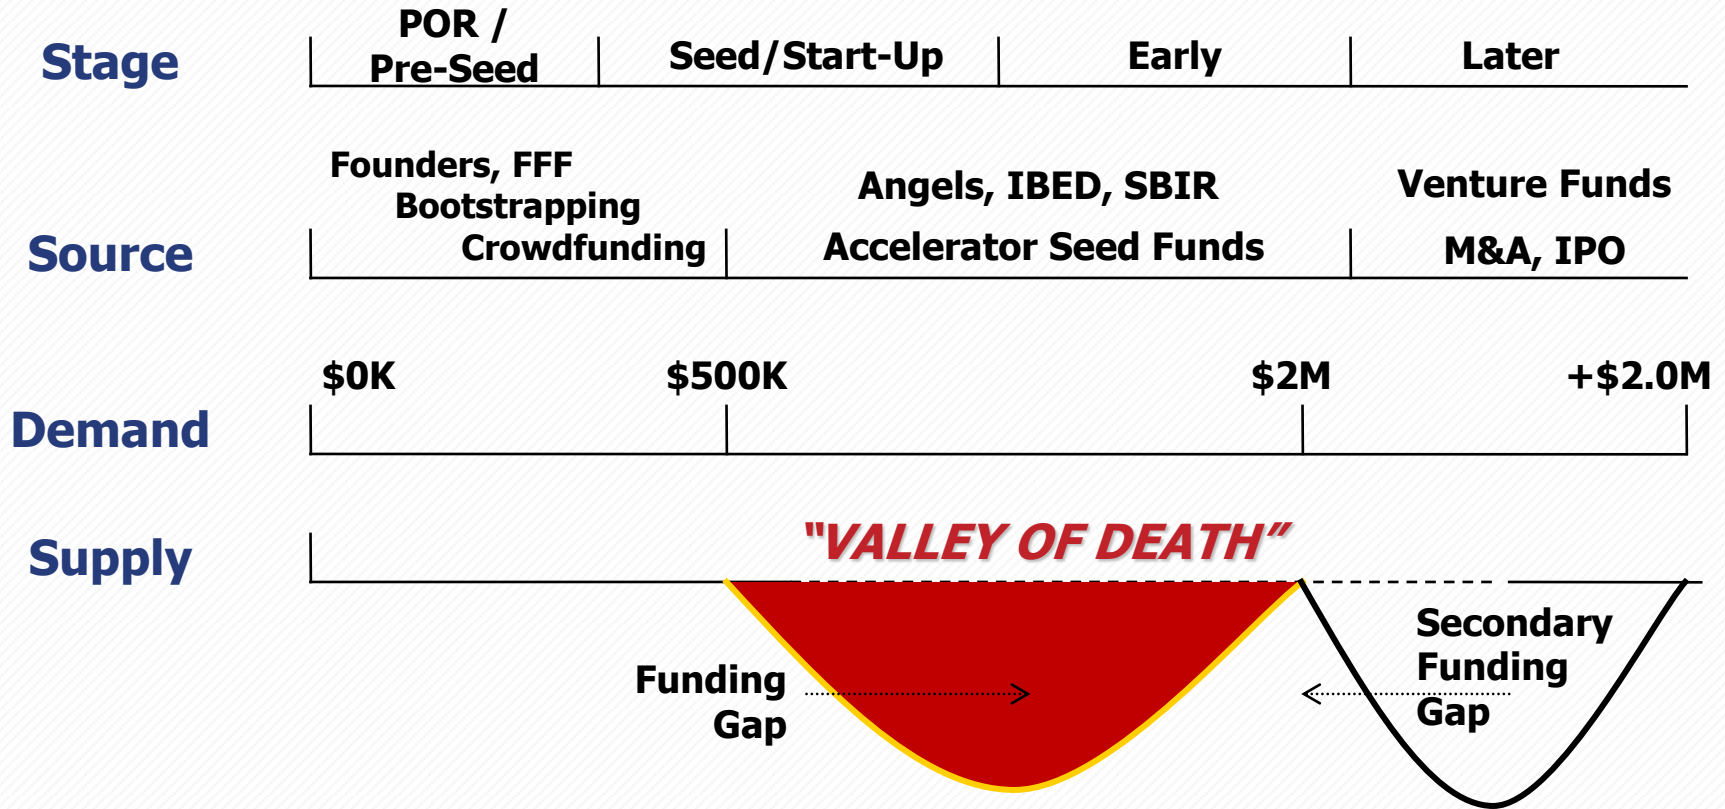 Stage
POR /
Pre-Seed
Seed/Start-Up
Early
Later
Source
Founders, FFF
Bootstrapping
Crowdfunding
Angels, IBED, SBIR
Accelerator Seed Funds
Venture Funds
M&A, IPO
Demand
$0K
$500K
$2M
+$2.0M
Supply
"VALLEY OF DEATH"
Funding
Gap
Secondary
Funding
Gap